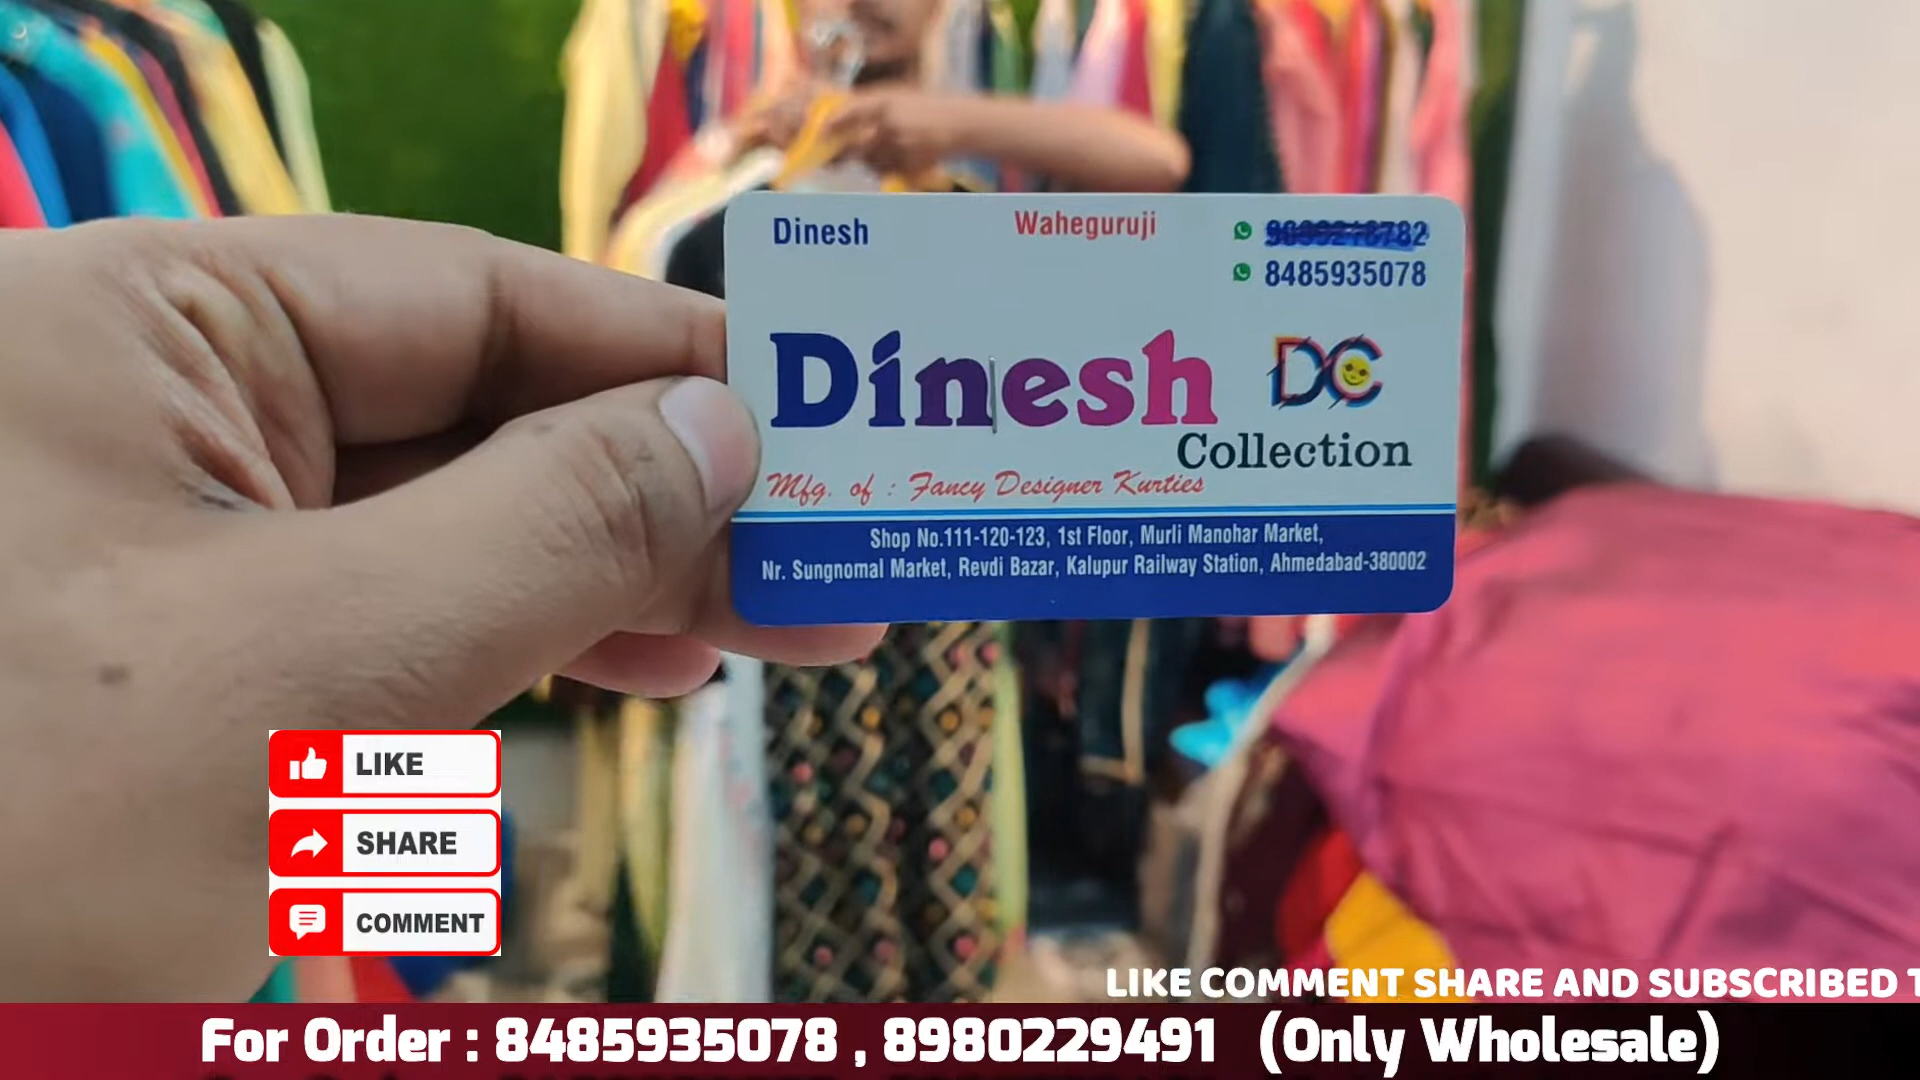 Dinesh
Waheguruji
8485935078
Dinesh
DC
Collection
Mfg. of : Fancy Designer Kurties
Shop No.111-120-123, 1st Floor, Murli Manohar Market,
Nr. Sungnomal Market, Revdi Bazar, Kalupur Railway Station, Ahmedabad-380002
LIKE
SHARE
COMMENT
LIKE COMMENT SHARE AND SUBSCRIBED T
For Order : 8485935078 , 8980229491 (Only Wholesale)